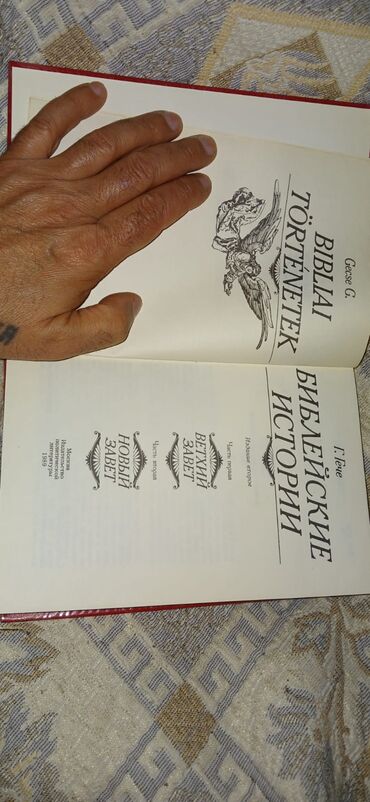 Gecse G.
BIBLIAI
TÖRTÉNETEK
Г. Гече
БИБЛЕЙСКИЕ
ИСТОРИИ
Издание второе
Часть первая
ВЕТХИЙ
ЗАВЕТ
Часть вторая
НОВЫЙ
ЗАВЕТ
Москва
Издательство
политической
литературы
1989